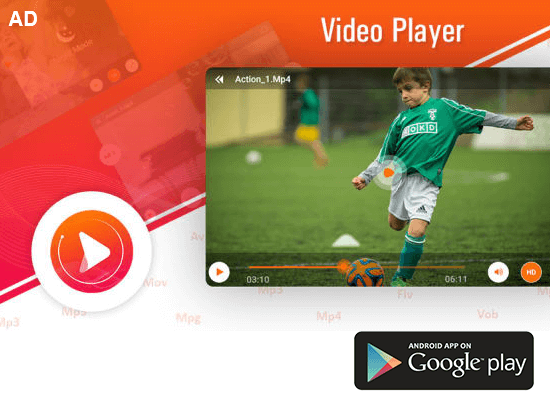 AD
Video Player
Action_1.Mp4
OKD
03:10
06:11
HD
Av
Mov
Mp3
Mp3
Mpg
Mp3
Mp4
Flv
Vob
ANDROID APP ON
Google play